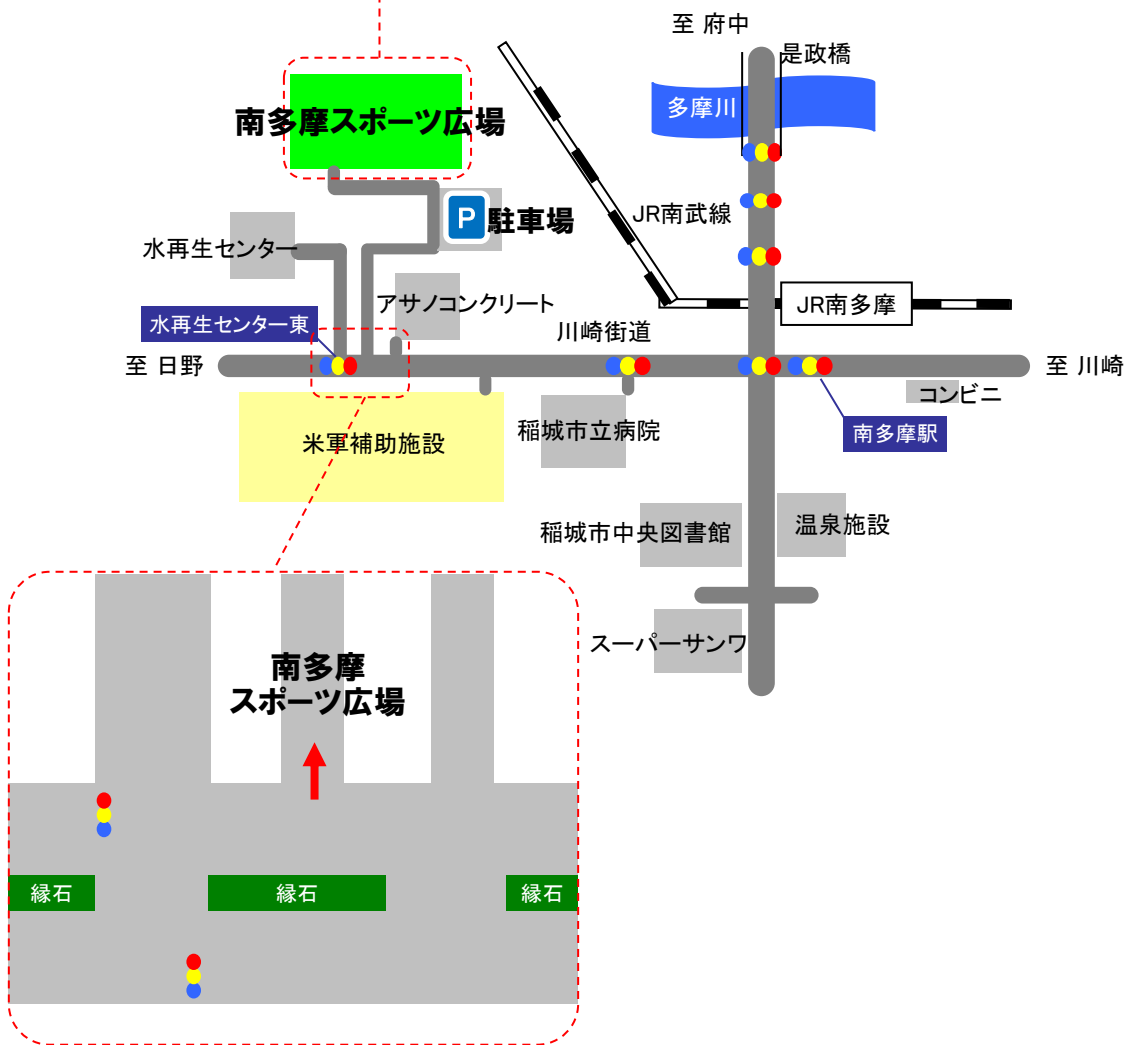 至 府中
是政橋
多摩川
南多摩スポーツ広場
JR南武線
P
駐車場
水再生センター
アサノコンクリート
JR南多摩
水再生センター東
川崎街道
至 日野
至 川崎
コンビニ
米軍補助施設
稲城市立病院
南多摩駅
稲城市中央図書館
温泉施設
スーパーサンワ
南多摩
スポーツ広場
縁石
縁石
縁石